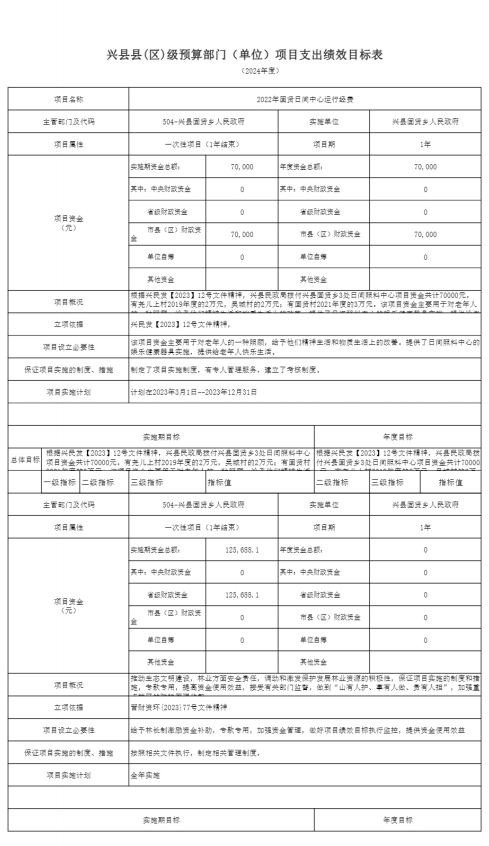 兴县县(区)级预算部门（单位）项目支出绩效目标表
（2024年度）
项目名称 2022年固贤日间中心运行经费
主管部门及代码 504-兴县固贤乡人民政府 实施单位 兴县固贤乡人民政府
项目属性 一次性项目（1年结束） 项目期 1年
项目资金
（元）
实施期资金总额: 70,000 年度资金总额: 70,000
其中: 中央财政资金 0 其中: 中央财政资金 0
省级财政资金 0 省级财政资金 0
市县（区）财政资
金 70,000 市县（区）财政资金 70,000
单位自筹 0 单位自筹 0
其他资金 其他资金
项目概况
根据兴民发【2023】12号文件精神，兴县民政局拨付兴县固贤乡3处日间照料中心项目资金共计70000元。
有尧儿上村2019年度的2万元，吴城村的2万元；有固贤村2021年度的3万元。该项目资金主要用于对老年人
立项依据 兴民发【2023】12号文件精神，
项目设立必要性
该项目资金主要用于对老年人的一种照顾，给予他们精神生活和物质生活上的改善。提供了日间照料中心的
娱乐健康器具实施，提供给老年人快乐生活。
保证项目实施的制度、措施 制定了项目实施制度，有专人管理服务，建立了考核制度。
项目实施计划 计划在2023年3月1日--2023年12月31日
实施期目标 年度目标
总体目标
根据兴民发【2023】12号文件精神，兴县民政局拨付兴县固贤乡3处日间照料中心
项目资金共计70000元。有尧儿上村2019年度的2万元，吴城村的2万元；有固贤村
根据兴民发【2023】12号文件精神，兴县民政局拨
付兴县固贤乡3处日间照料中心项目资金共计70000
一级指标 二级指标 三级指标 指标值 二级指标 三级指标 指标值
主管部门及代码 504-兴县固贤乡人民政府 实施单位 兴县固贤乡人民政府
项目属性 一次性项目（1年结束） 项目期 1年
项目资金
（元）
实施期资金总额: 125,688.1 年度资金总额: 0
其中: 中央财政资金 0 其中: 中央财政资金 0
省级财政资金 125,688.1 省级财政资金 0
市县（区）财政资
金 0 市县（区）财政资金 0
单位自筹 0 单位自筹 0
其他资金 其他资金
项目概况
推动生态文明建设，林业方面安全责任，调动和激发保护发展林业资源的积极性，保证项目实施的制度和措
施，专款专用，提高资金使用效益，接受有关部门监督，做到“山有人护、事有人做、责有人担”，加强重
立项依据 晋财资环(2023)77号文件精神
项目设立必要性 给予林长制激励资金补助，专款专用，加强资金管理，做好项目绩效目标执行监控，提供资金使用效益
保证项目实施的制度、措施 按照相关文件执行，制定相关管理制度，
项目实施计划 全年实施
实施期目标 年度目标